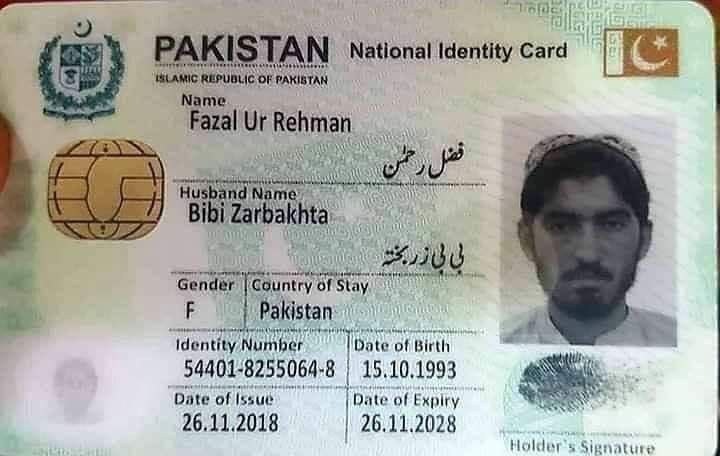 PAKISTAN National Identity Card
ISLAMIC REPUBLIC OF PAKISTAN
Name
Fazal Ur Rehman
فضل رحمٰن
Husband Name
Bibi Zarbakhta
بی بی زربختہ
Gender Country of Stay
F Pakistan
Identity Number Date of Birth
54401-8255064-8 15.10.1993
Date of Issue Date of Expiry
26.11.2018 26.11.2028
Holder's Signature